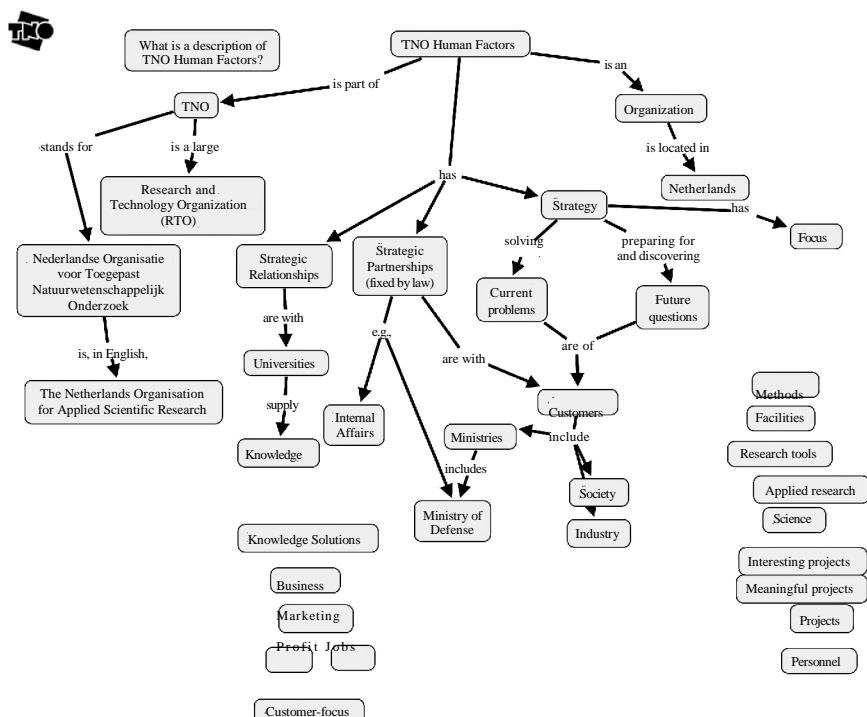 TNO
What is a description of
TNO Human Factors?
TNO Human Factors
is part of
is an
TNO
Organization
stands for
is a large
is located in
has
Research and
Technology Organization
(RTO)
Netherlands
Strategy
has
Focus
solving
preparing for
and discovering
Nederlandse Organisatie
voor Toegepast
Natuurwetenschappelijk
Onderzoek
Strategic
Relationships
Strategic
Partnerships
(fixed by law)
Current
problems
Future
questions
are with
e.g.,
are of
is, in English,
Universities
are with
The Netherlands Organisation
for Applied Scientific Research
supply
Internal
Affairs
Customers
Methods
Facilities
Knowledge
Ministries
include
Research tools
includes
Society
Applied research
Ministry of
Defense
Industry
Science
Knowledge Solutions
Interesting projects
Business
Meaningful projects
Marketing
Projects
Profit Jobs
Personnel
Customer-focus